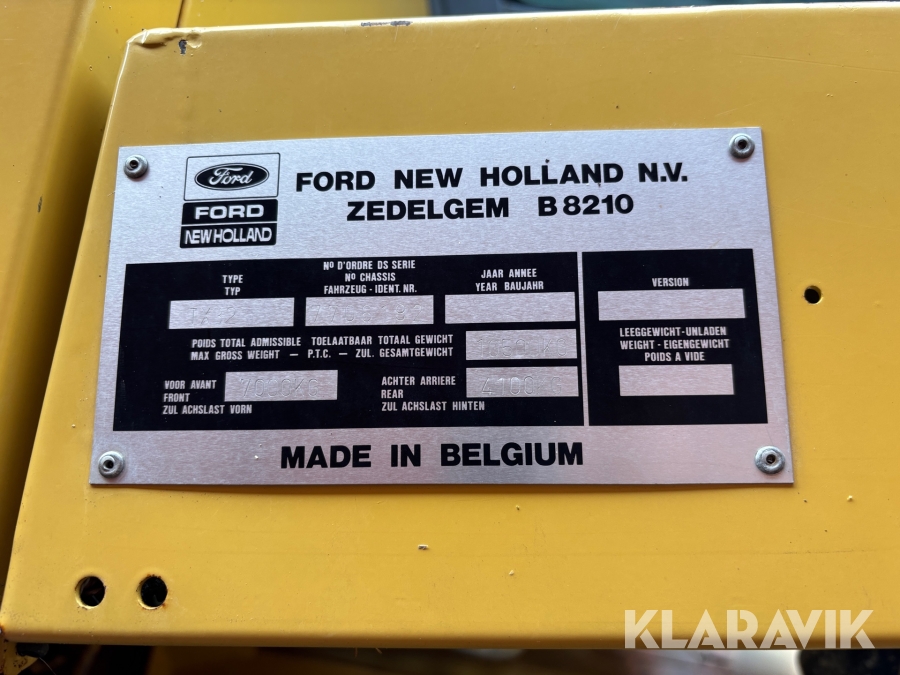 Ford
FORD
NEW HOLLAND
FORD NEW HOLLAND N.V.
ZEDELGEM B 8210
TYPE
TYP
Nº D'ORDRE DS SERIE
Nº CHASSIS
FAHRZEUG - IDENT. NR.
JAAR ANNEE
YEAR BAUJAHR
POIDS TOTAL ADMISSIBLE TOELAATBAAR TOTAAL GEWICHT
MAX GROSS WEIGHT — P.T.C. — ZUL. GESAMTGEWICHT
VOOR AVANT
FRONT
ZUL ACHSLAST VORN
7000KG
ACHTER ARRIERE
REAR
ZUL ACHSLAST HINTEN
4100
VERSION
LEEGGEWICHT-UNLADEN
WEIGHT - EIGENGEWICHT
POIDS A VIDE
MADE IN BELGIUM
KLARAVIK